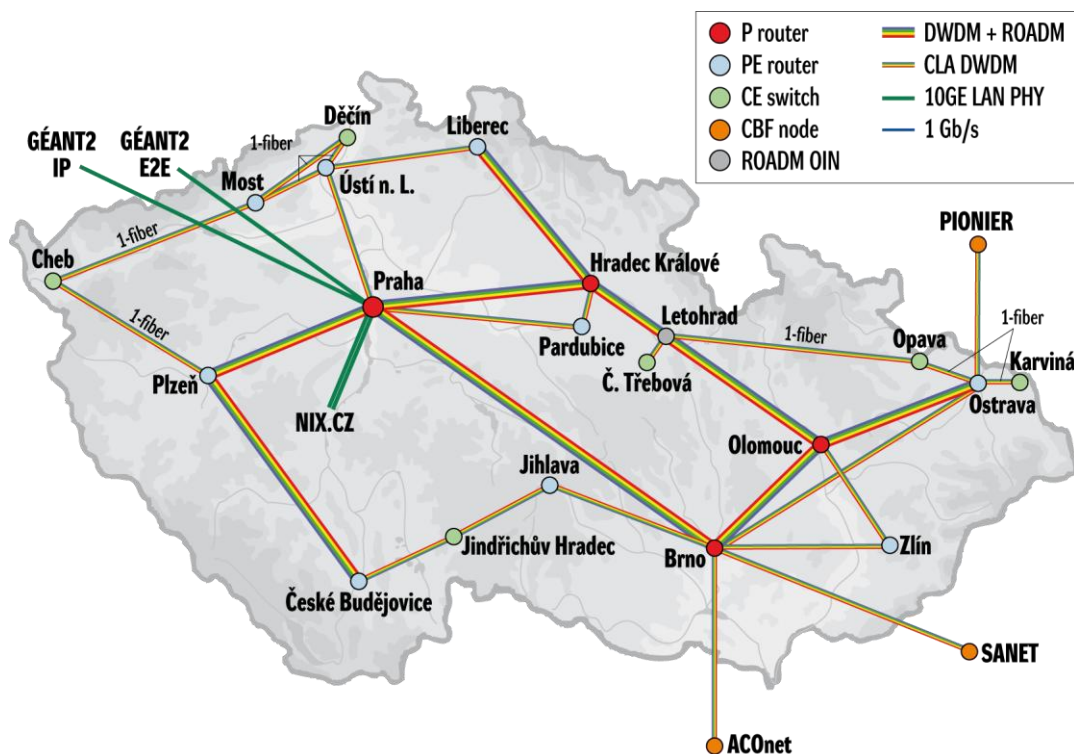 P router
PE router
CE switch
CBF node
ROADM OIN
DWDM + ROADM
CLA DWDM
10GE LAN PHY
1 Gb/s
GÉANT2
IP
GÉANT2
E2E
1-fiber
Děčín
Liberec
Most
Ústí n. L.
1-fiber
Cheb
PIONIER
Praha
Hradec Králové
Letohrad
1-fiber
1-fiber
1-fiber
Opava
Karviná
Pardubice
Č. Třebová
Plzeň
Ostrava
NIX.CZ
Olomouc
Jihlava
Jindřichův Hradec
Brno
Zlín
České Budějovice
SANET
ACOnet